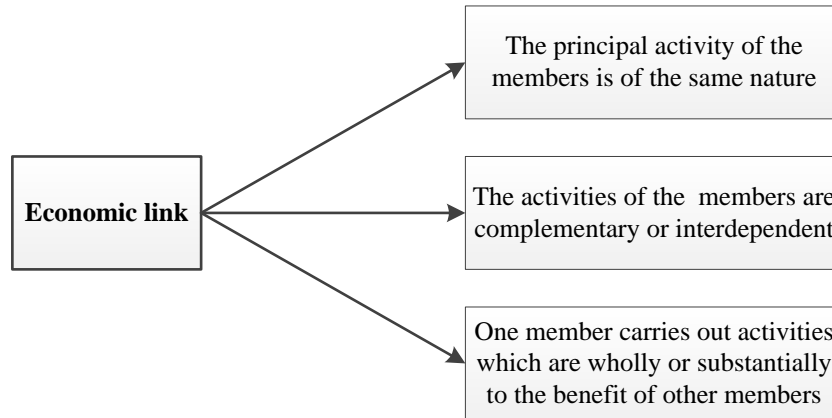 The principal activity of the
members is of the same nature
Economic link
The activities of the members are
complementary or interdependent
One member carries out activities
which are wholly or substantially
to the benefit of other members